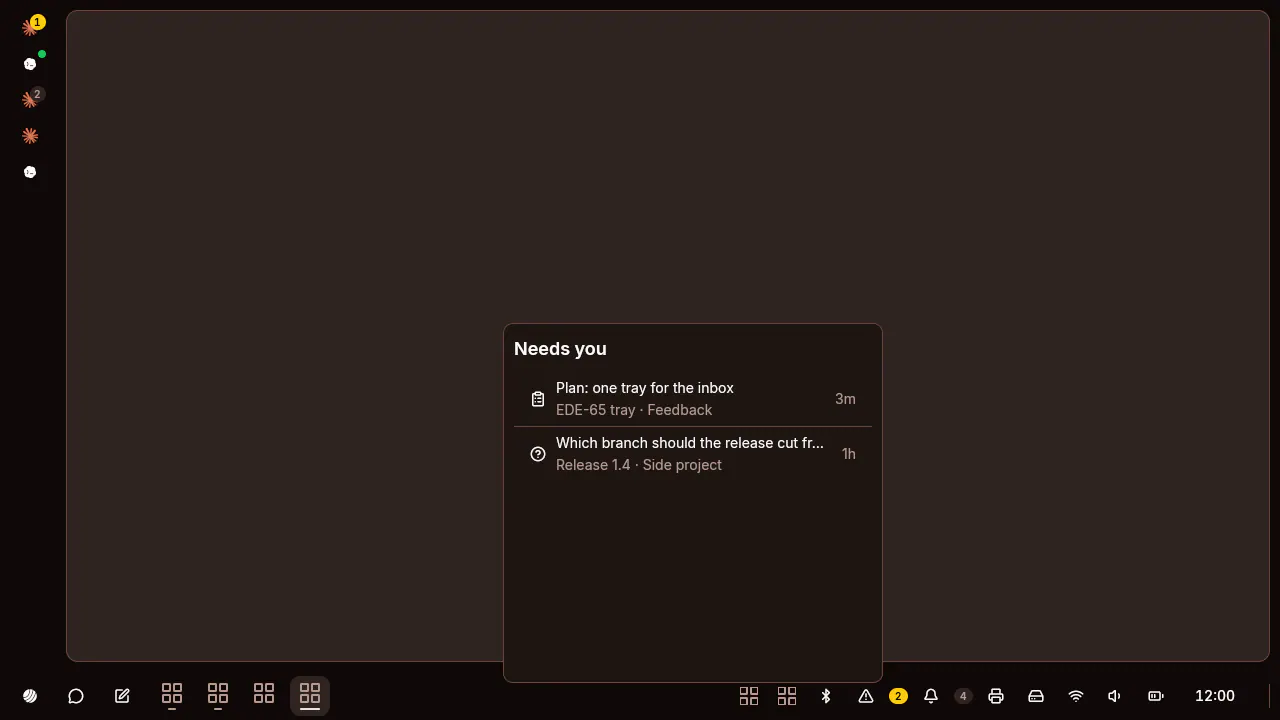 1
2
Needs you
Plan: one tray for the inbox
3m
EDE-65 tray · Feedback
Which branch should the release cut fr...
1h
Release 1.4 · Side project
2
4
12:00